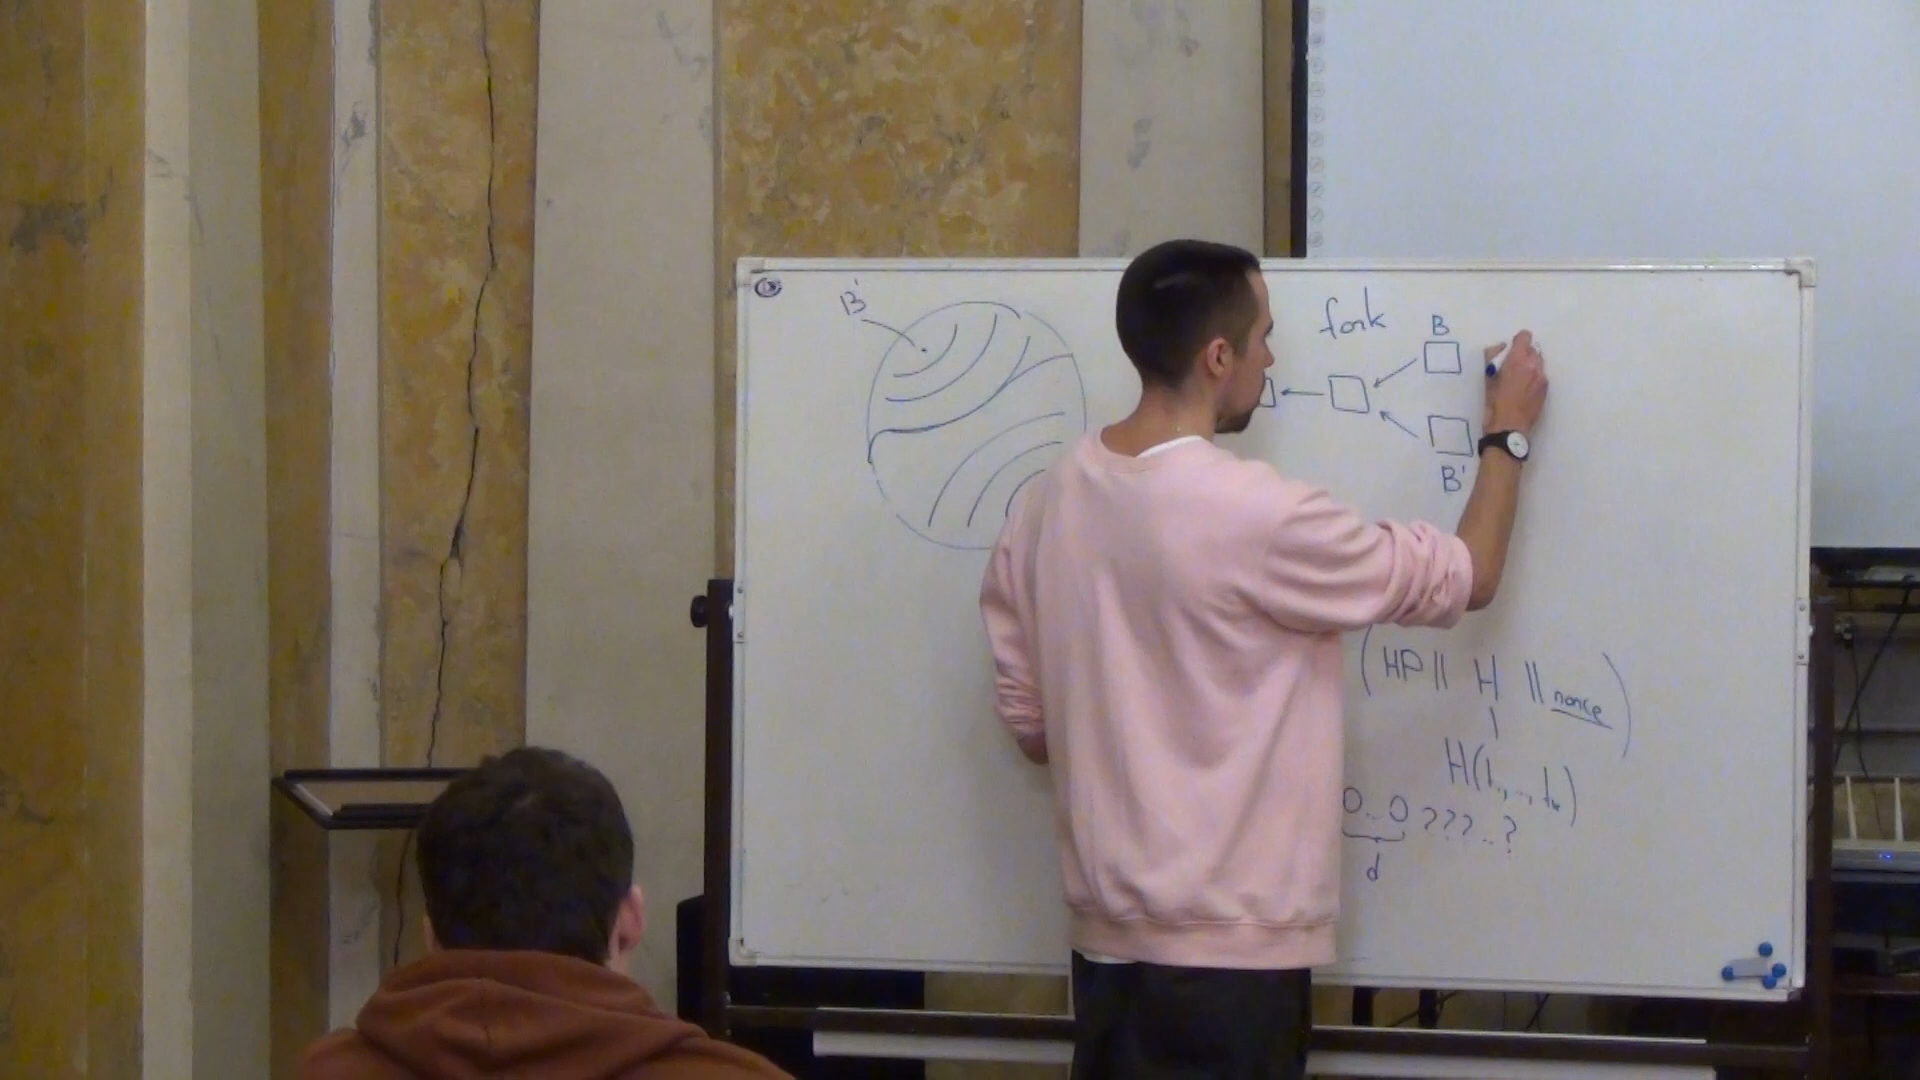 B'
fork
B
B'
(HP || H || nonce)
H(t₁, ..., tₖ)
0..0 ???..?
d